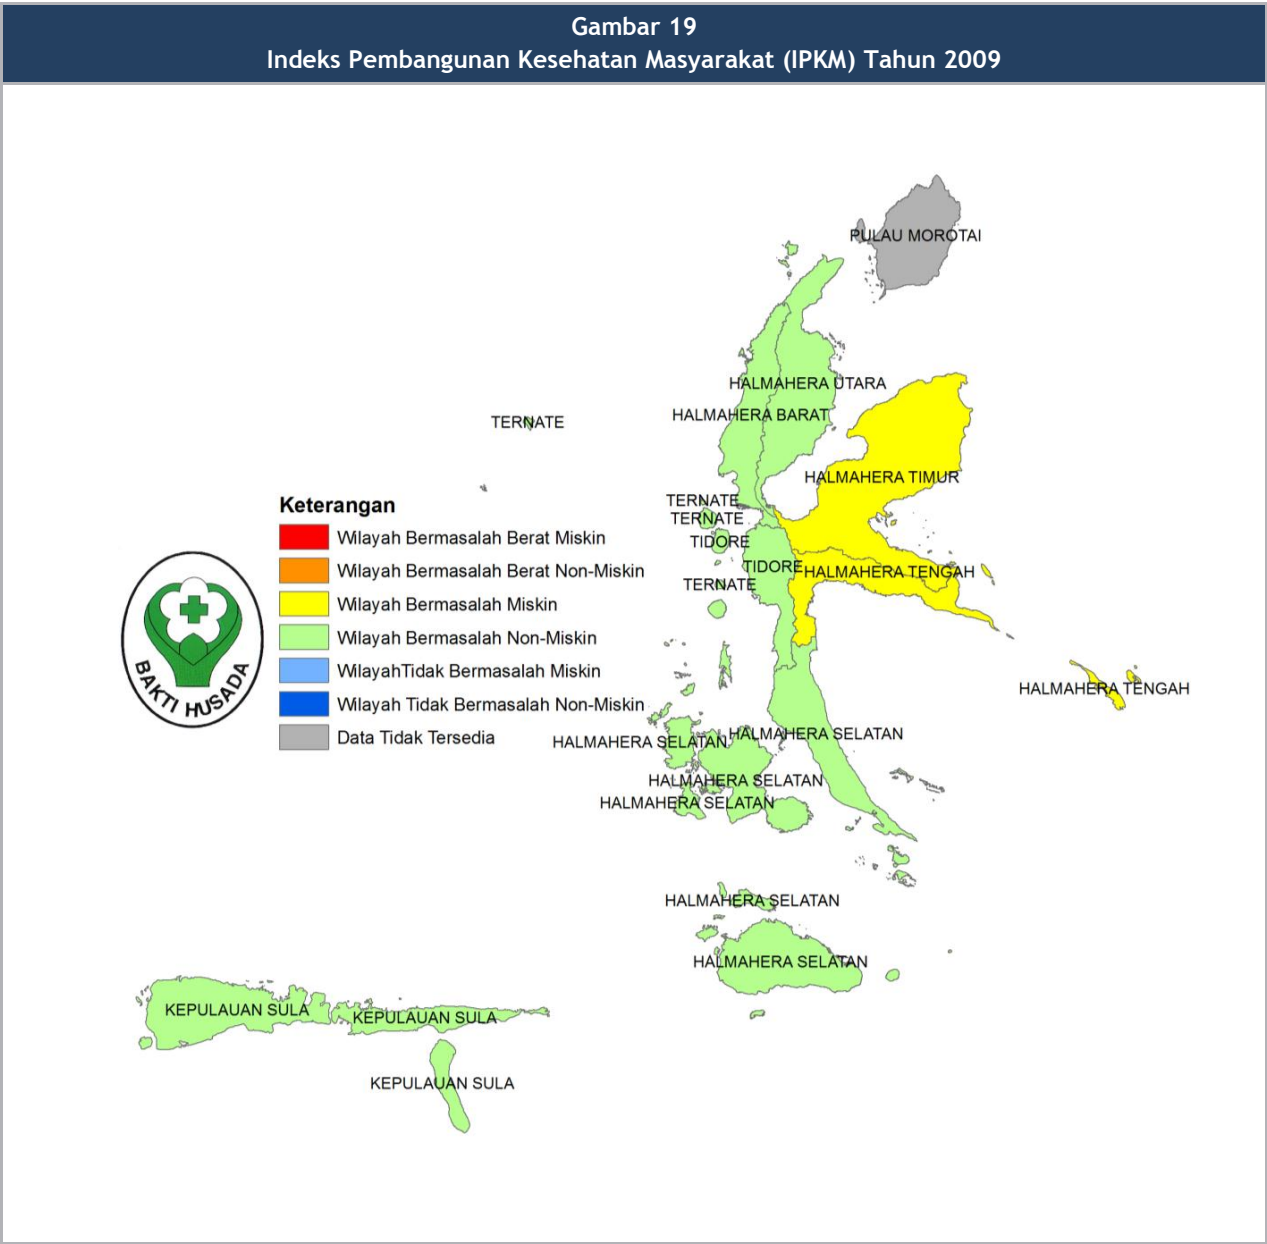 Gambar 19
Indeks Pembangunan Kesehatan Masyarakat (IPKM) Tahun 2009
PULAU MOROTAI
HALMAHERA UTARA
HALMAHERA BARAT
TERNATE
HALMAHERA TIMUR
TERNATE
TERNATE
TIDORE
TIDORE
HALMAHERA TENGAH
TERNATE
Keterangan
Wilayah Bermasalah Berat Miskin
Wilayah Bermasalah Berat Non-Miskin
Wilayah Bermasalah Miskin
Wilayah Bermasalah Non-Miskin
WilayahTidak Bermasalah Miskin
Wilayah Tidak Bermasalah Non-Miskin
Data Tidak Tersedia
BAKTI HUSADA
HALMAHERA TENGAH
HALMAHERA SELATAN
HALMAHERA SELATAN
HALMAHERA SELATAN
HALMAHERA SELATAN
HALMAHERA SELATAN
HALMAHERA SELATAN
KEPULAUAN SULA
KEPULAUAN SULA
KEPULAUAN SULA